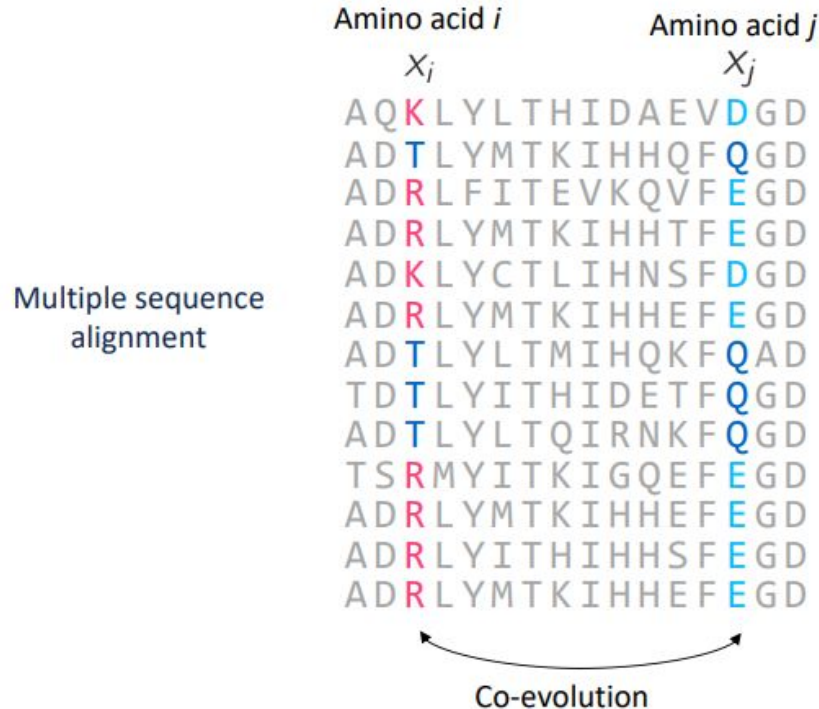 Amino acid i
Amino acid j
Xi
Xj
AQKLYLTHIDAEVDGD
ADTLYMTKIHHQFQGD
ADRLFITEVKQVFEGD
ADRLYMTKIHHTFEGD
ADKLYCTLIHNSFDGD
ADRLYMTKIHHEFEGD
ADTLYLTMIHQKFQAD
TDTLYITHIDETFQGD
ADTLYLTQIRNKFQGD
TSRMYITKIGQEFEGD
ADRLYMTKIHHEFEGD
ADRLYITHIHHSFEGD
ADRLYMTKIHHEFEGD
Multiple sequence
alignment
Co-evolution